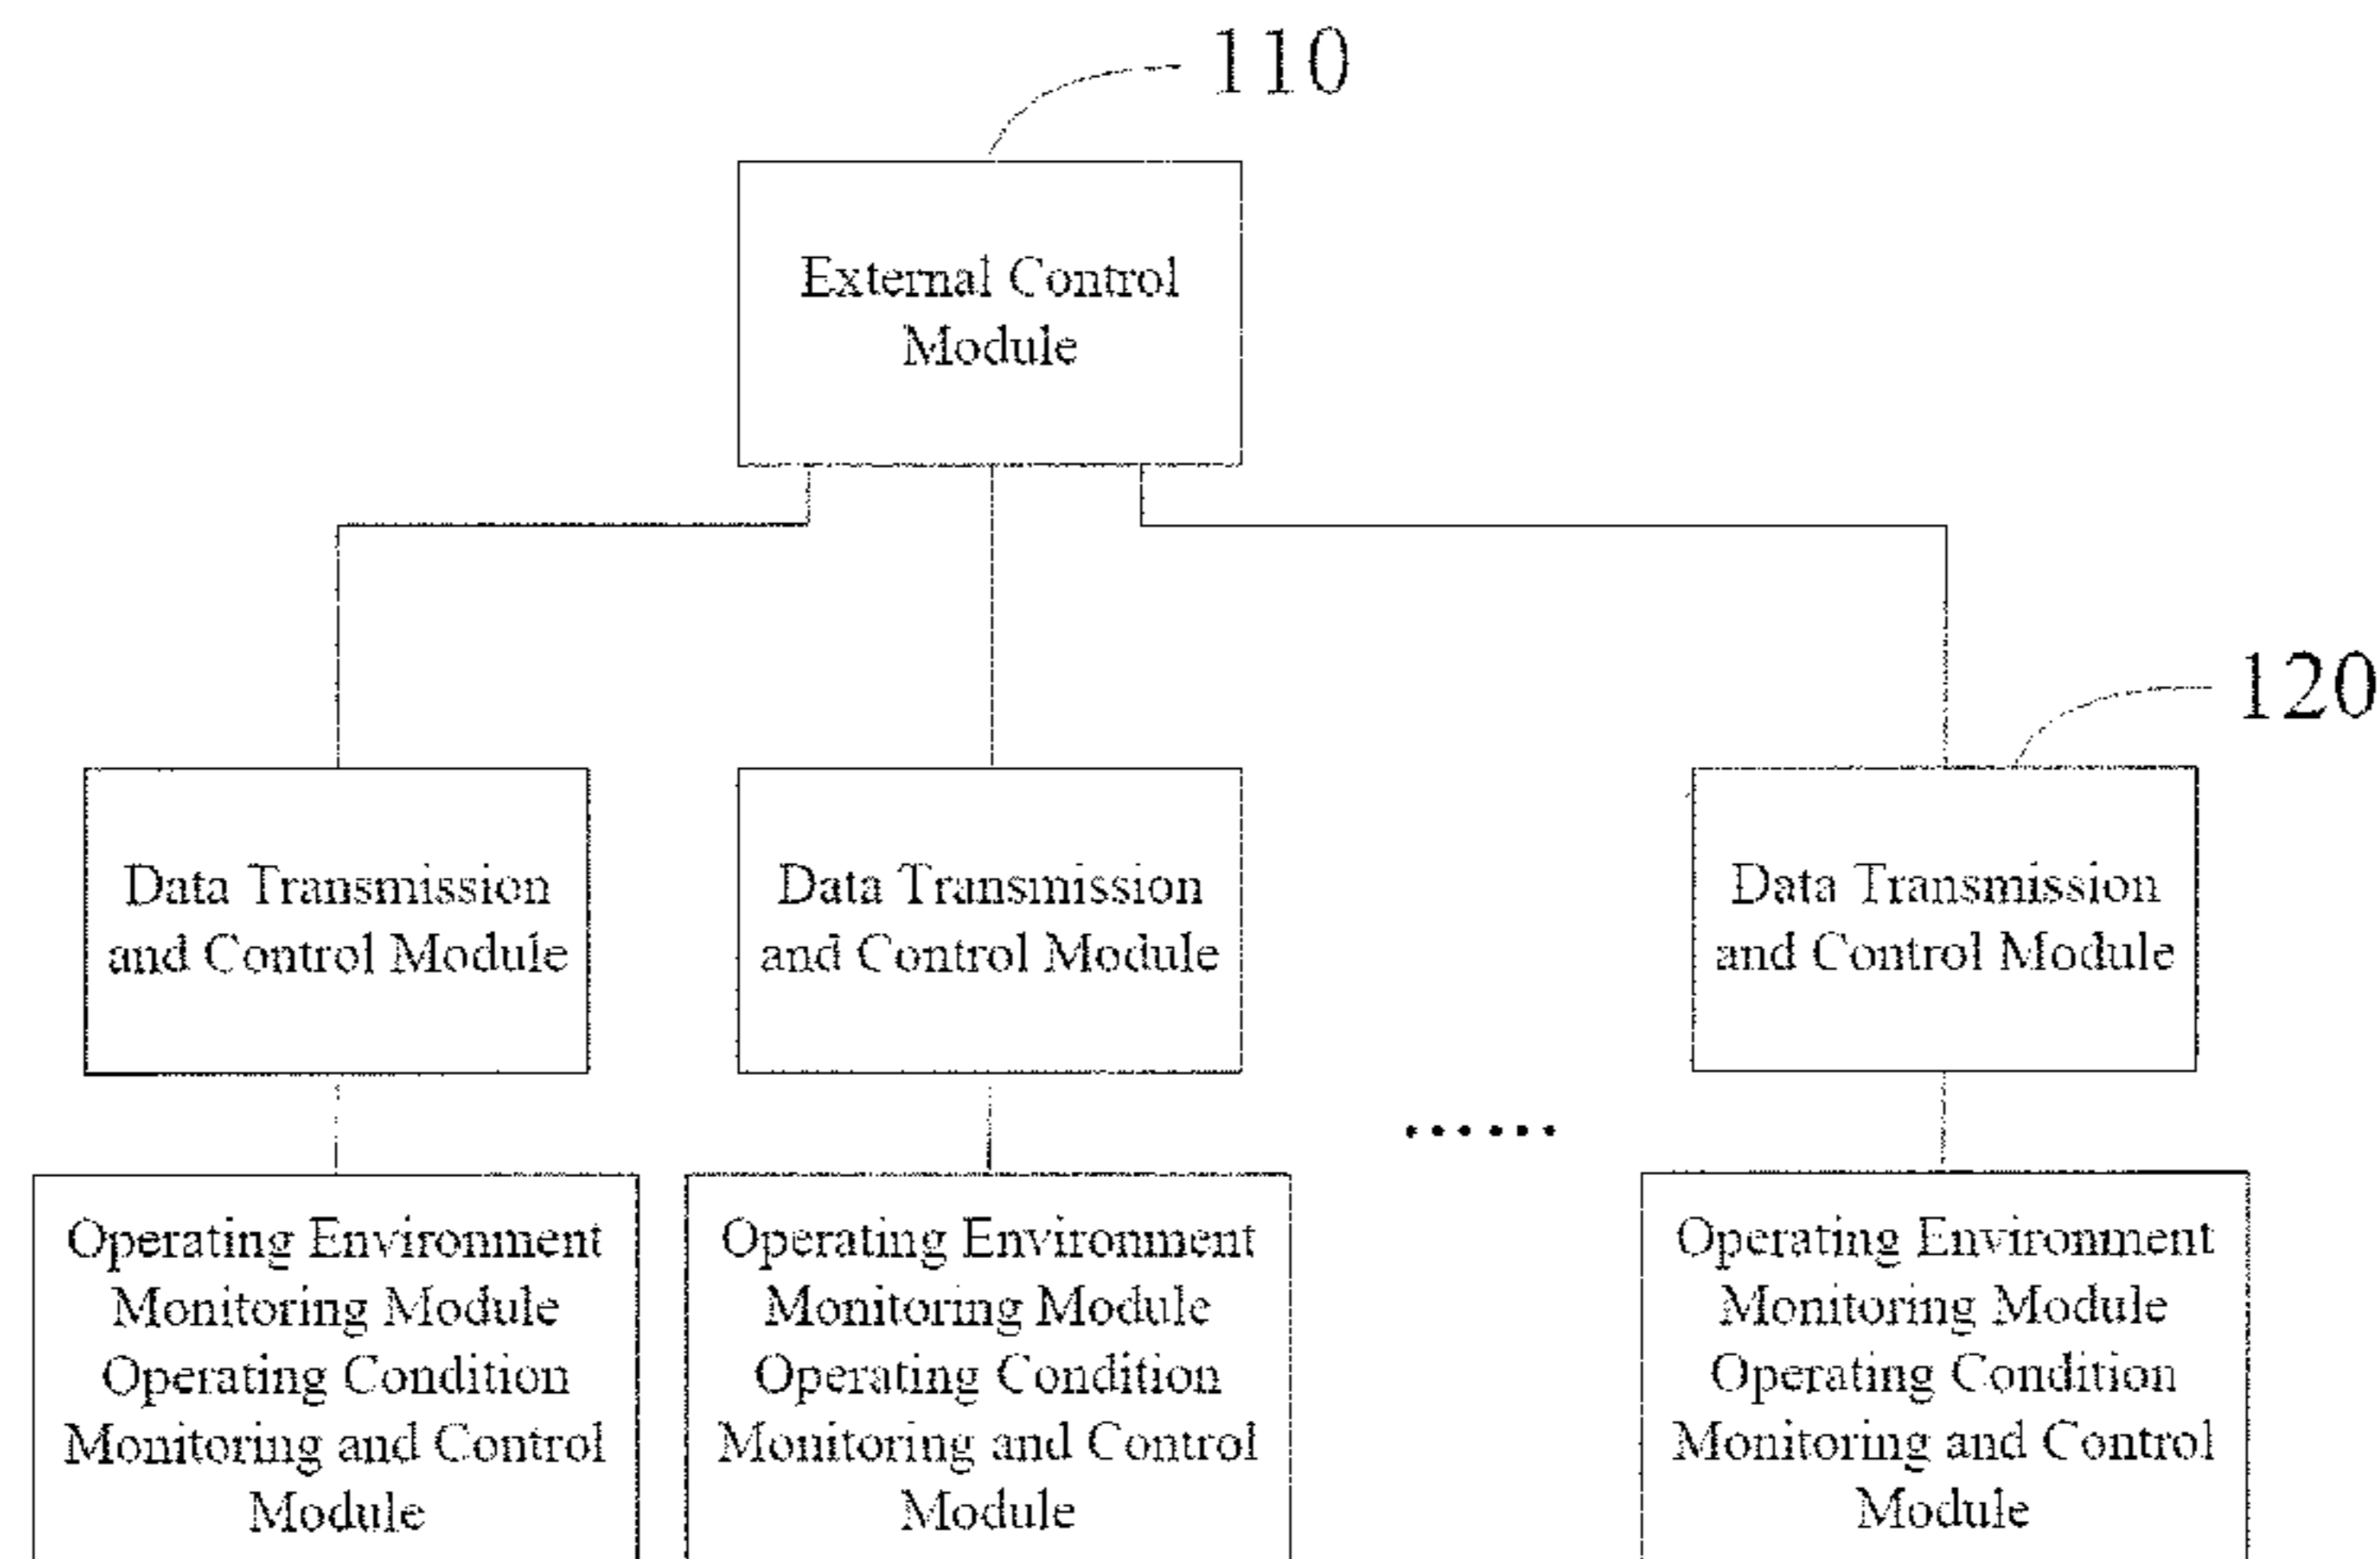 110
External Control
Module
120
Data Transmission
and Control Module
Data Transmission
and Control Module
Data Transmission
and Control Module
......
Operating Environment
Monitoring Module
Operating Condition
Monitoring and Control
Module
Operating Environment
Monitoring Module
Operating Condition
Monitoring and Control
Module
Operating Environment
Monitoring Module
Operating Condition
Monitoring and Control
Module